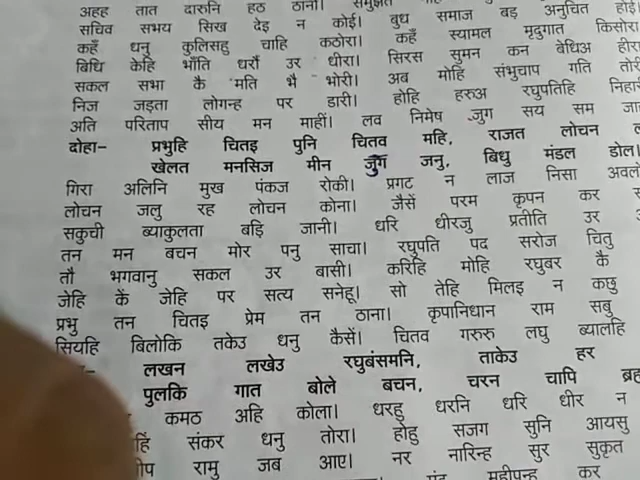 अहह तात दारुनि हठ ठानी। समुझत
सचिव सभय सिख देइ न कोई। बुध समाज बड़ अनुचित होई।
कहँ धनु कुलिसहु चाहि कठोरा। कहँ स्यामल मृदुगात किसोरा
बिधि केहि भाँति धरौं उर धीरा। सिरस सुमन कन बेधिअ हीरा
सकल सभा कै मति भै भोरी। अब मोहि संभुचाप गति तोरी
निज जड़ता लोगन्ह पर डारी। होहि हरुअ रघुपतिहि निहारी
अति परिताप सीय मन माहीं। लव निमेष जुग सय सम जा
दोहा– प्रभुहि चितइ पुनि चितव महि, राजत लोचन ल
खेलत मनसिज मीन जुग जनु, बिधु मंडल डोल।
गिरा अलिनि मुख पंकज रोकी। प्रगट न लाज निसा अवलो
लोचन जलु रह लोचन कोना। जैसें परम कृपन कर स
सकुची ब्याकुलता बड़ि जानी। धरि धीरजु प्रतीति उर
तन मन बचन मोर पनु साचा। रघुपति पद सरोज चितु
तौ भगवानु सकल उर बासी। करिहि मोहि रघुबर कै
जेहि कें जेहि पर सत्य सनेहू। सो तेहि मिलइ न कछु
प्रभु तन चितइ प्रेम तन ठाना। कृपानिधान राम सबु
सियहि बिलोकि तकेउ धनु कैसें। चितव गरुरु लघु ब्यालहि
लखन लखेउ रघुबंसमनि, ताकेउ हर
पुलकि गात बोले बचन, चरन चापि ब्रह
कमठ अहि कोला। धरहु धरनि धरि धीर न
हिं संकर धनु तोरा। होहु सजग सुनि आयसु
ीप रामु जब आए। नर नारिन्ह सुर सुकृत
महीपन्ह कर